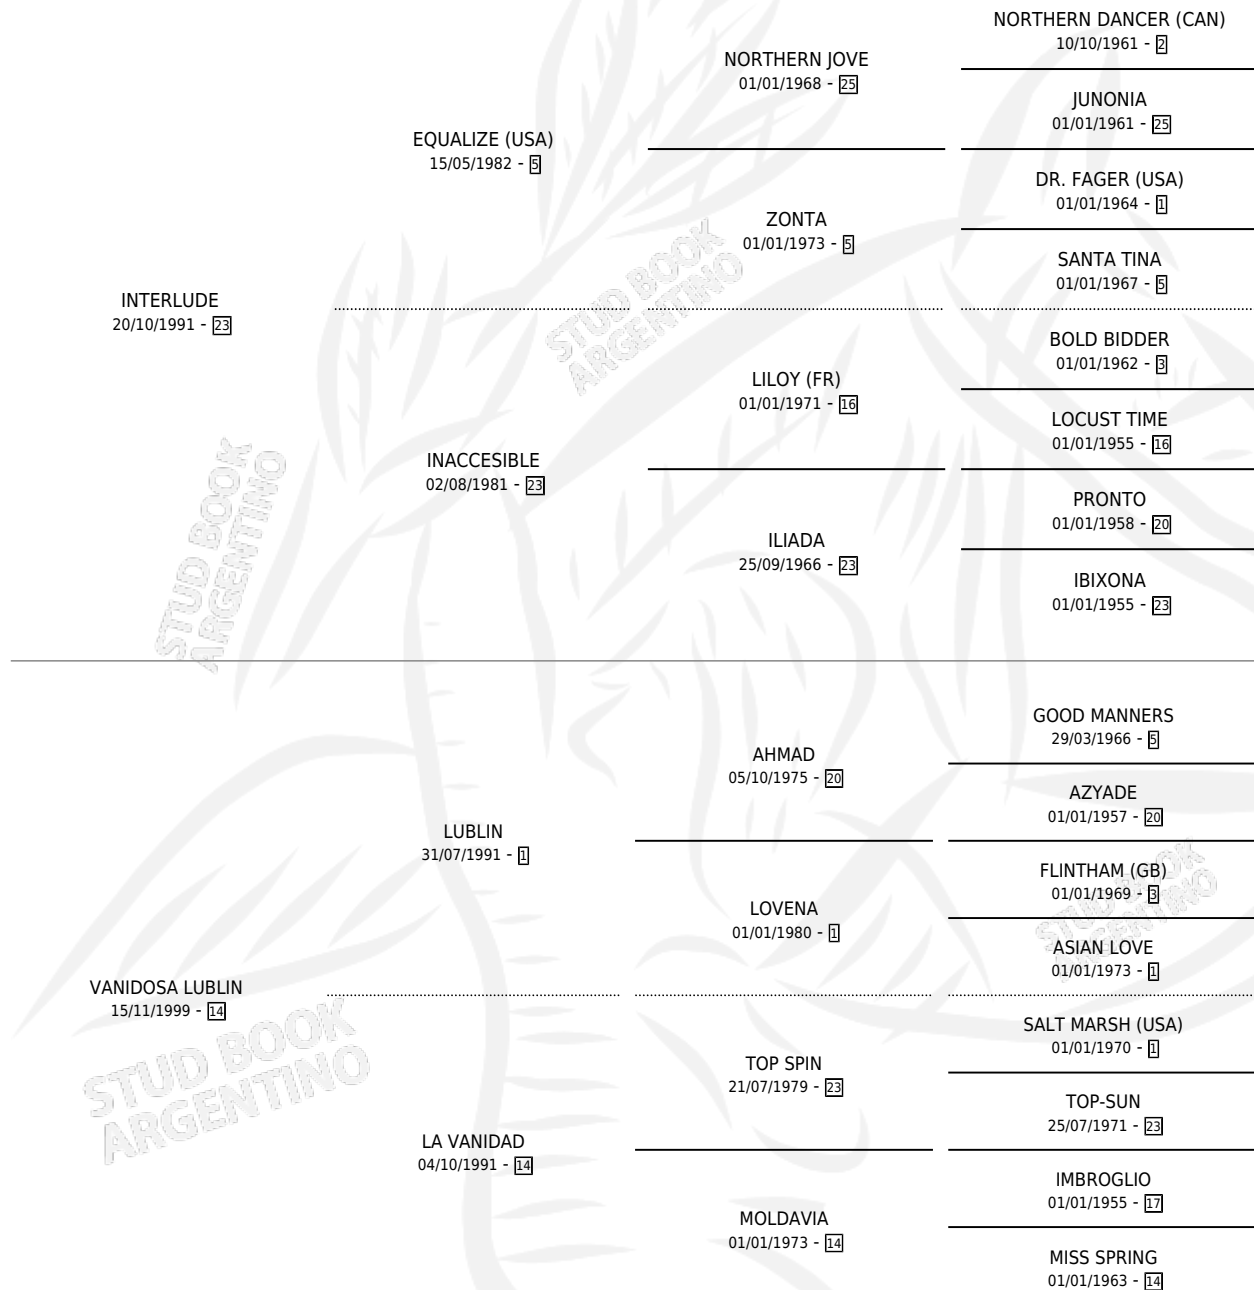 NORTHERN DANCER (CAN)
10/10/1961 - 2
NORTHERN JOVE
01/01/1968 - 25
JUNONIA
01/01/1961 - 25
EQUALIZE (USA)
15/05/1982 - 5
DR. FAGER (USA)
01/01/1964 - 1
ZONTA
01/01/1973 - 5
SANTA TINA
01/01/1967 - 5
INTERLUDE
20/10/1991 - 23
BOLD BIDDER
01/01/1962 - 3
LILOY (FR)
01/01/1971 - 16
LOCUST TIME
01/01/1955 - 16
INACCESIBLE
02/08/1981 - 23
PRONTO
01/01/1958 - 20
ILIADA
25/09/1966 - 23
IBIXONA
01/01/1955 - 23
GOOD MANNERS
29/03/1966 - 5
AHMAD
05/10/1975 - 20
AZYADE
01/01/1957 - 20
LUBLIN
31/07/1991 - 1
FLINTHAM (GB)
01/01/1969 - 3
LOVENA
01/01/1980 - 1
ASIAN LOVE
01/01/1973 - 1
VANIDOSA LUBLIN
15/11/1999 - 14
SALT MARSH (USA)
01/01/1970 - 1
TOP SPIN
21/07/1979 - 23
TOP-SUN
25/07/1971 - 23
LA VANIDAD
04/10/1991 - 14
IMBROGLIO
01/01/1955 - 17
MOLDAVIA
01/01/1973 - 14
MISS SPRING
01/01/1963 - 14
STUD BOOK
ARGENTINO
STUD BOOK
ARGENTINO
STUD BOOK
ARGENTINO
STUD BOOK
ARGENTINO